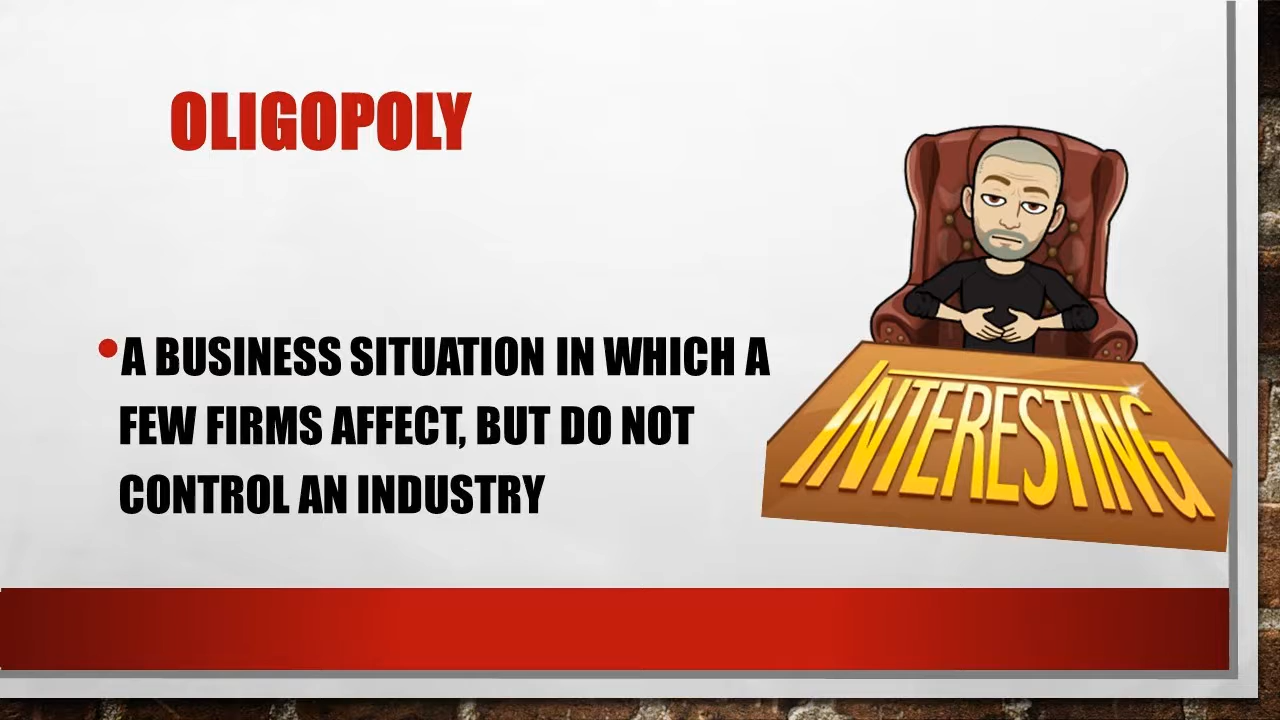 OLIGOPOLY
•A BUSINESS SITUATION IN WHICH A
FEW FIRMS AFFECT, BUT DO NOT
CONTROL AN INDUSTRY
INTERESTING